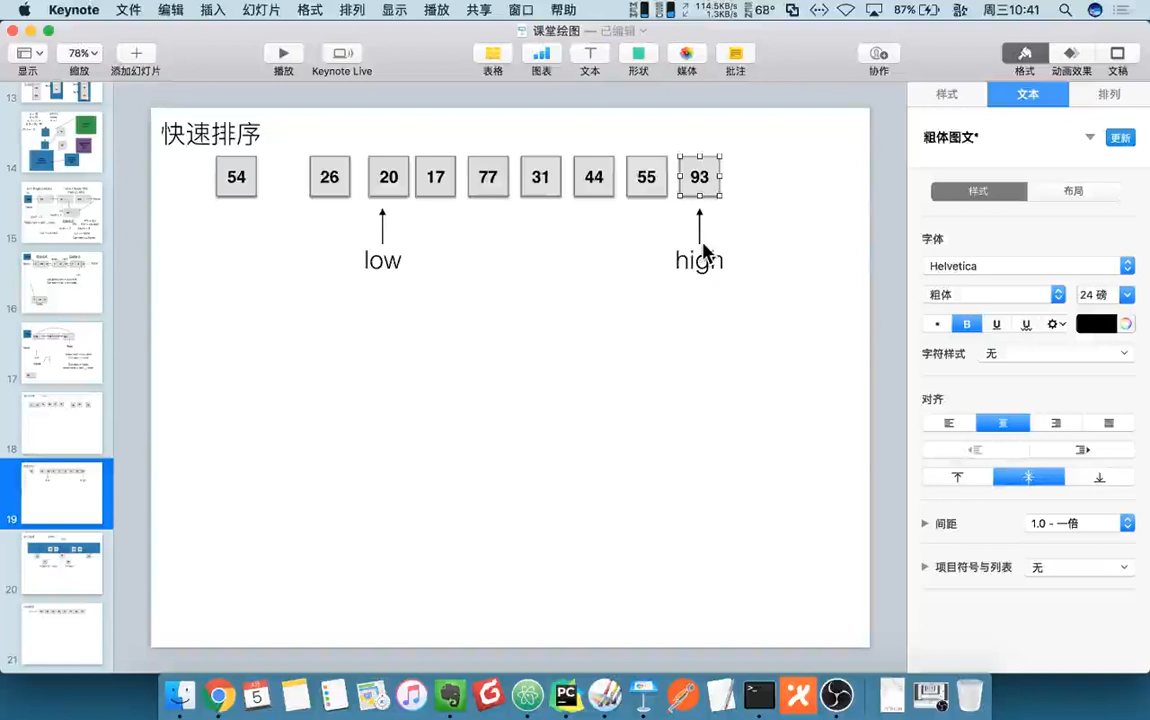 Keynote 文件 编辑 插入 幻灯片 格式 排列 显示 播放 共享 窗口 帮助 114.5KB/s 1.3KB/s 68° 87% 周三10:41
课堂绘图 — 已编辑
78%
显示 缩放 添加幻灯片 播放 Keynote Live 表格 图表 文本 形状 媒体 批注 协作 格式 动画效果 文稿
样式 文本 排列
快速排序
54 26 20 17 77 31 44 55 93
low high
粗体图文* 更新
样式 布局
字体
Helvetica
粗体 24 磅
B U U
字符样式 无
对齐
间距 1.0 - 一倍
项目符号与列表 无
13
14
15
16
17
18
19
20
21
5
PC